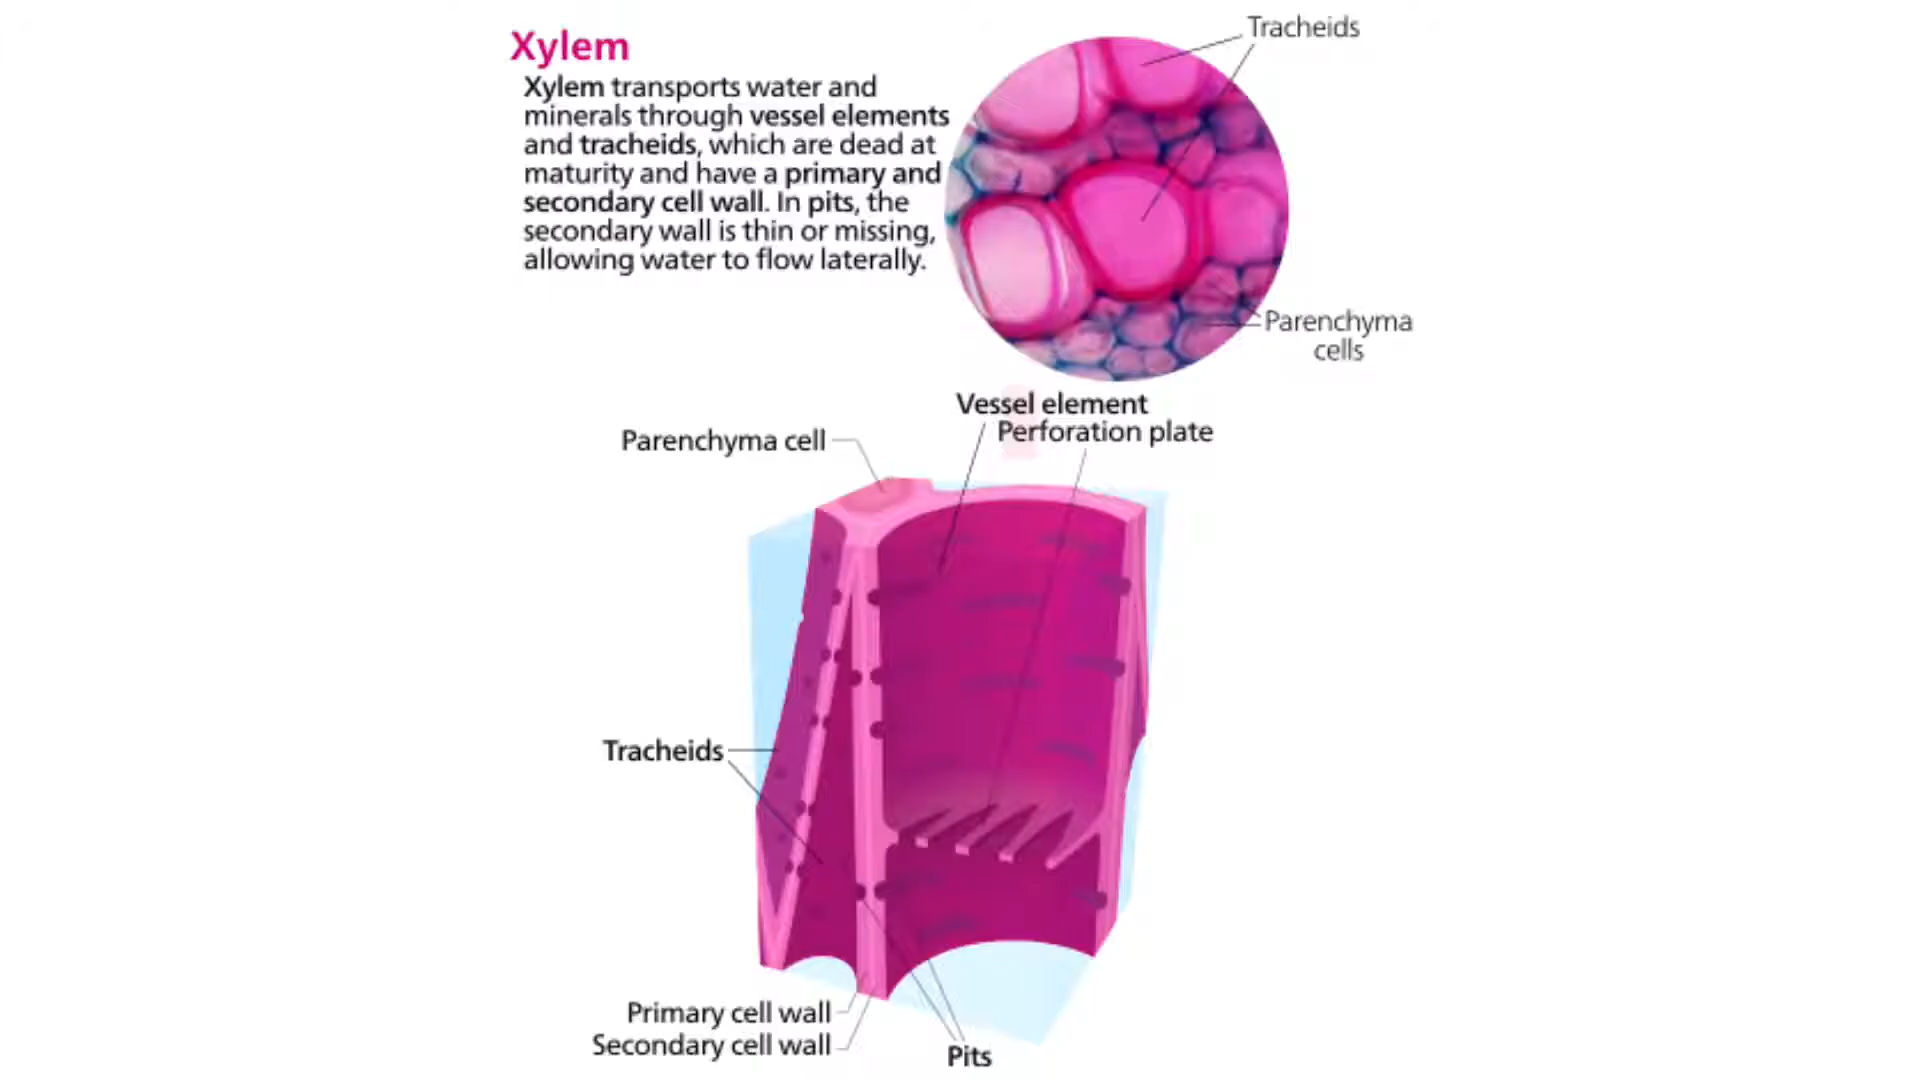 Xylem
Xylem transports water and
minerals through vessel elements
and tracheids, which are dead at
maturity and have a primary and
secondary cell wall. In pits, the
secondary wall is thin or missing,
allowing water to flow laterally.
Tracheids
Parenchyma
cells
Vessel element
Perforation plate
Parenchyma cell
Tracheids
Primary cell wall
Secondary cell wall
Pits